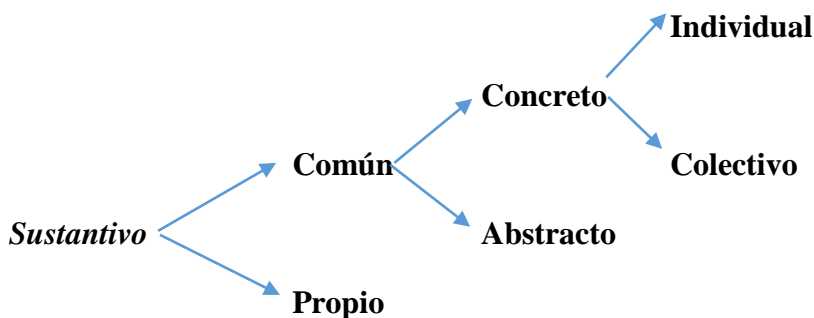 Individual
Concreto
Común
Colectivo
Sustantivo
Abstracto
Propio